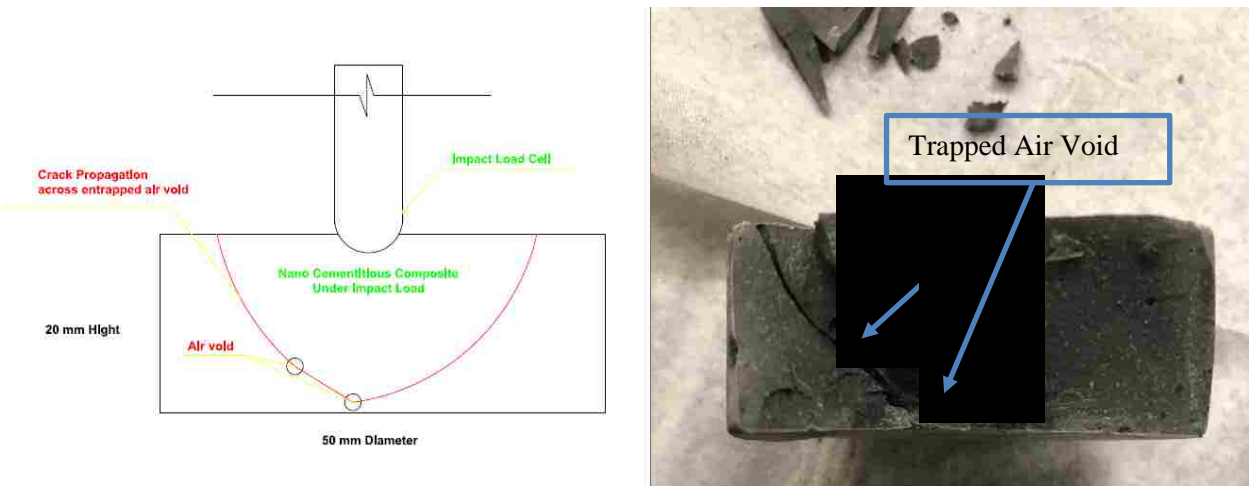 Crack Propagation
across entrapped air void
Impact Load Cell
Nano Cementitious Composite
Under Impact Load
20 mm Hight
Air void
50 mm Diameter
Trapped Air Void